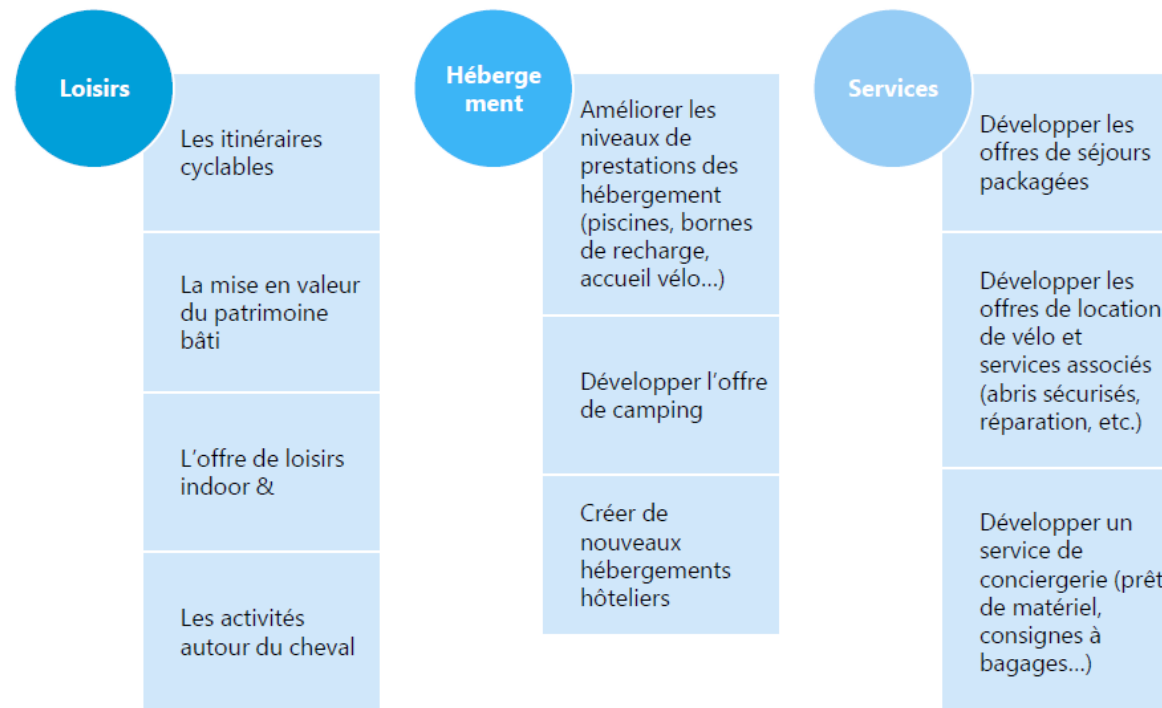 Loisirs
Les itinéraires
cyclables
La mise en valeur
du patrimoine
bâti
L'offre de loisirs
indoor &
Les activités
autour du cheval
Héberge
ment
Améliorer les
niveaux de
prestations des
hébergement
(piscines, bornes
de recharge,
accueil vélo...)
Développer l'offre
de camping
Créer de
nouveaux
hébergements
hôteliers
Services
Développer les
offres de séjours
packagées
Développer les
offres de location
de vélo et
services associés
(abris sécurisés,
réparation, etc.)
Développer un
service de
conciergerie (prêt
de matériel,
consignes à
bagages...)